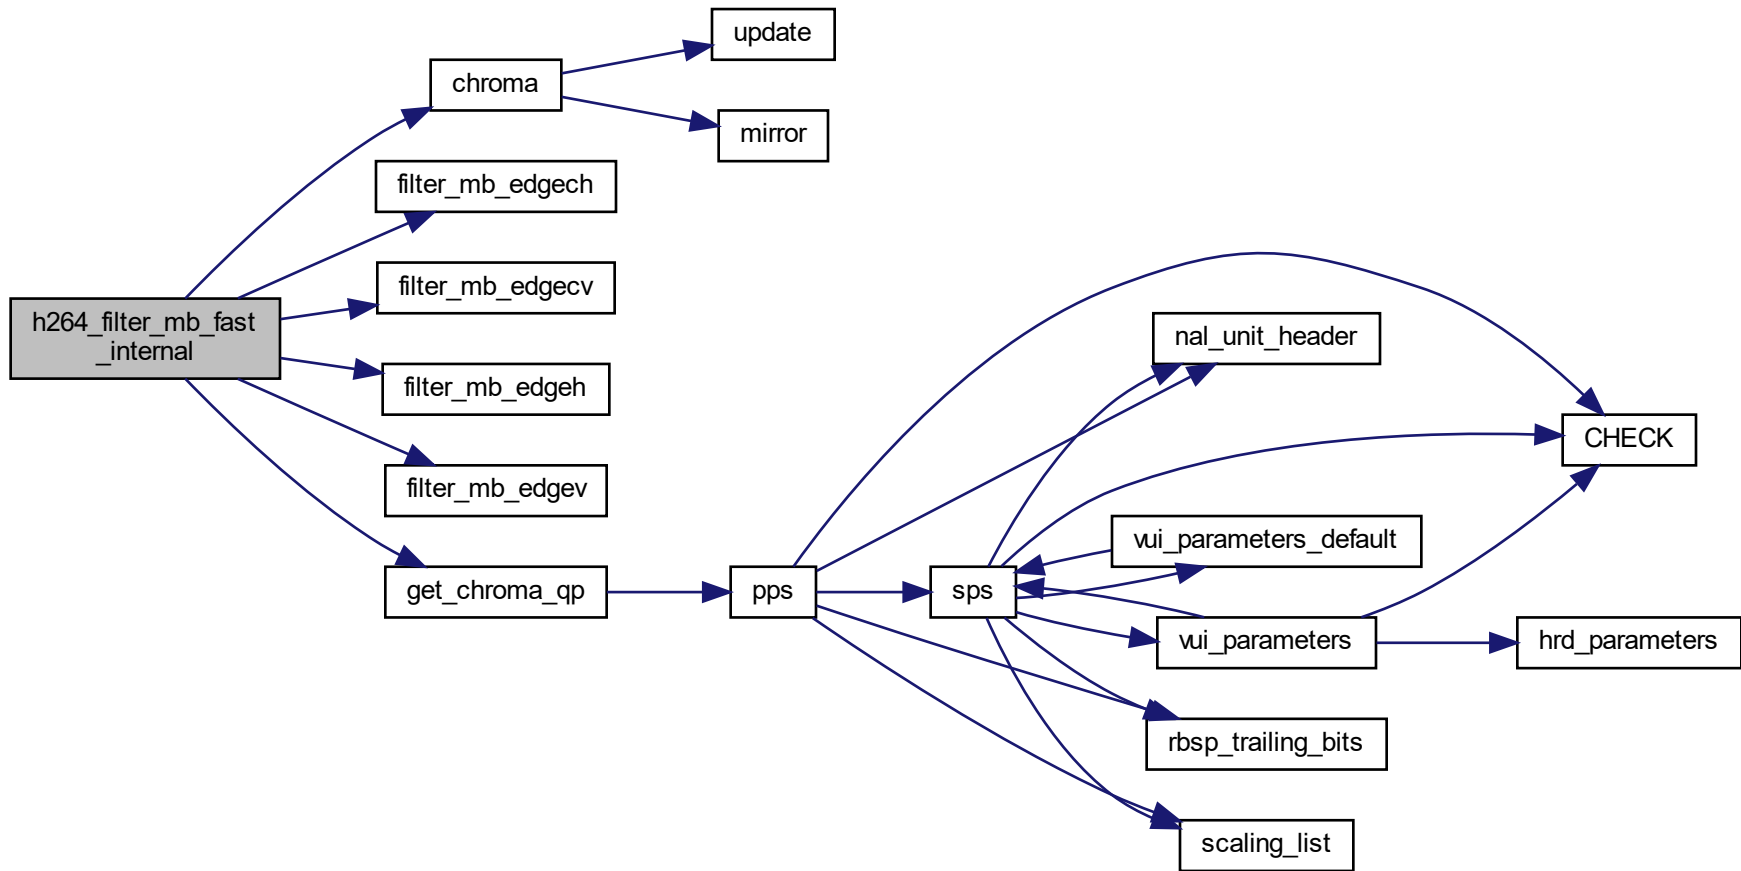 update
chroma
mirror
filter_mb_edgech
filter_mb_edgecv
h264_filter_mb_fast
_internal
nal_unit_header
filter_mb_edgeh
CHECK
filter_mb_edgev
vui_parameters_default
get_chroma_qp
pps
sps
vui_parameters
hrd_parameters
rbsp_trailing_bits
scaling_list